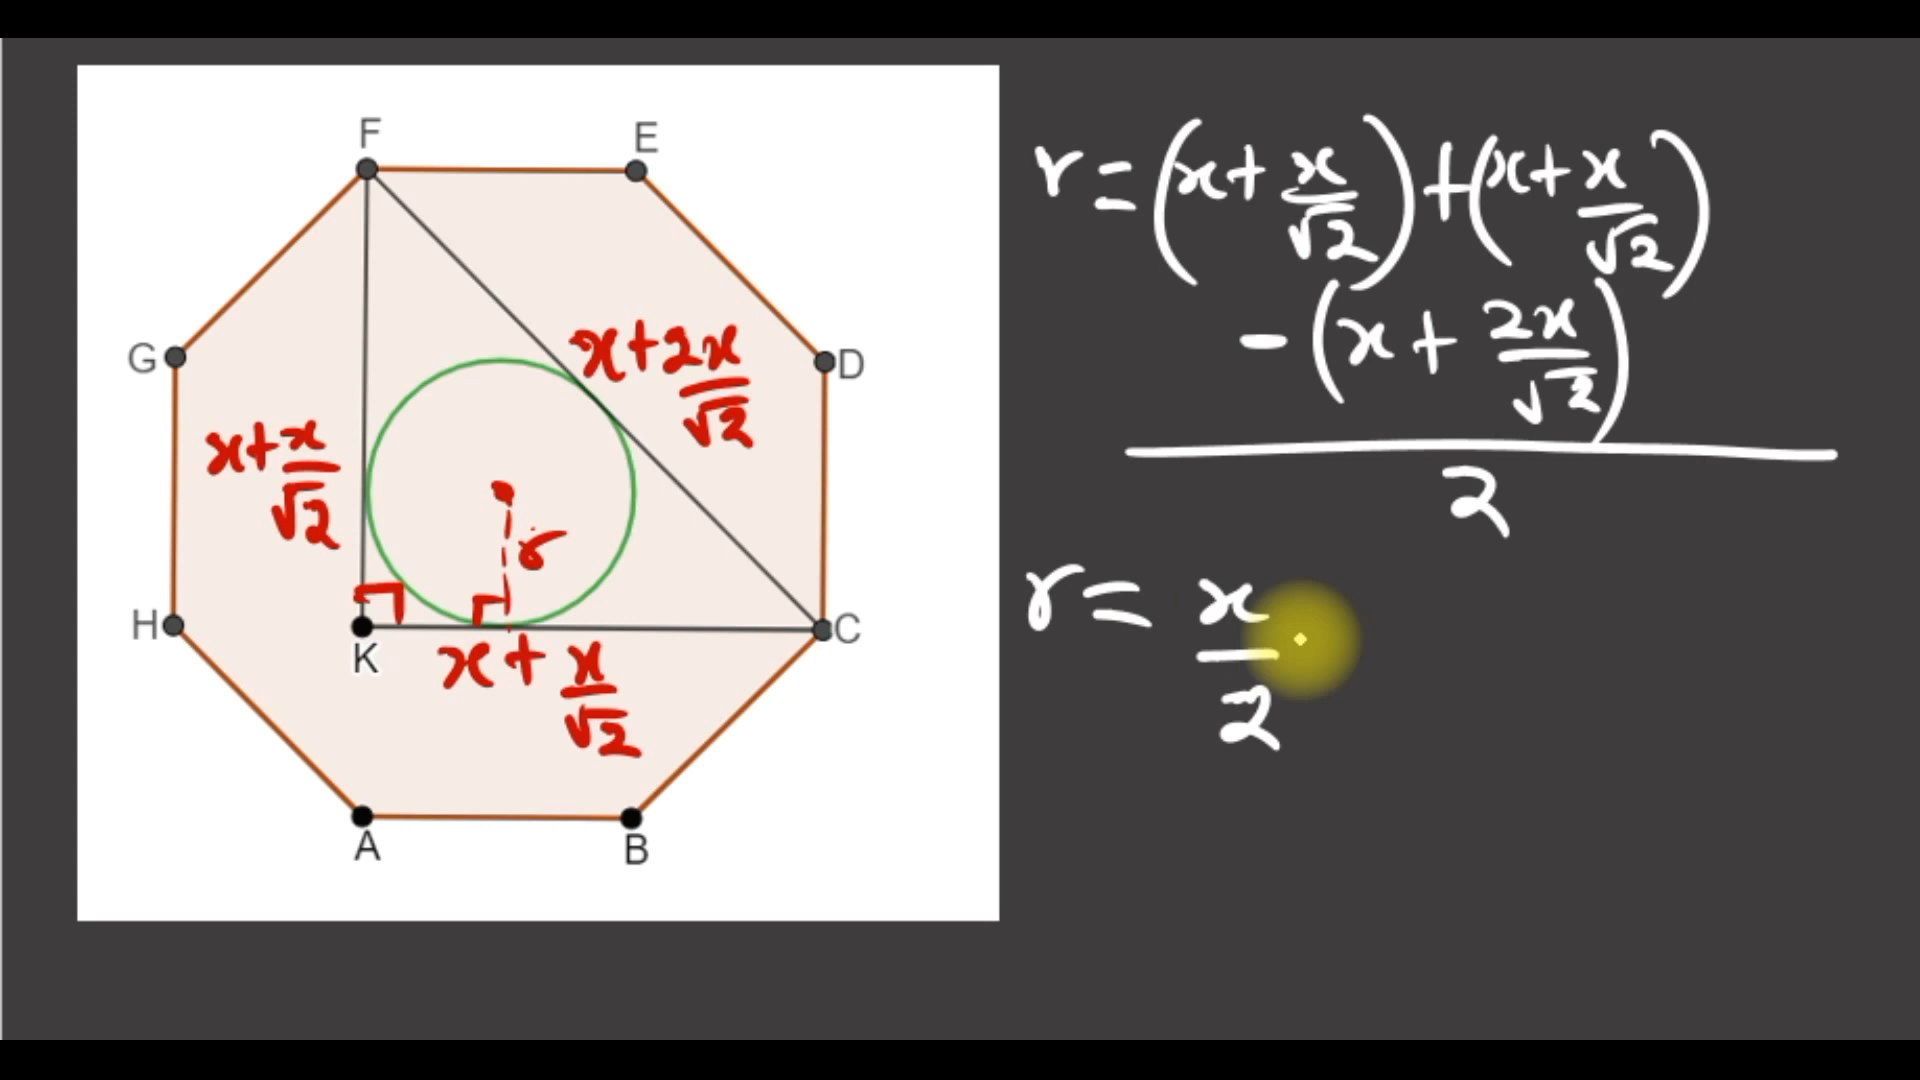 F
E
G
D
H
K
C
A
B
x+2x/√2
x+x/√2
r
x+x/√2
r=(x+x/√2)+(x+x/√2)
-(x+2x/√2)
2
r=x/2